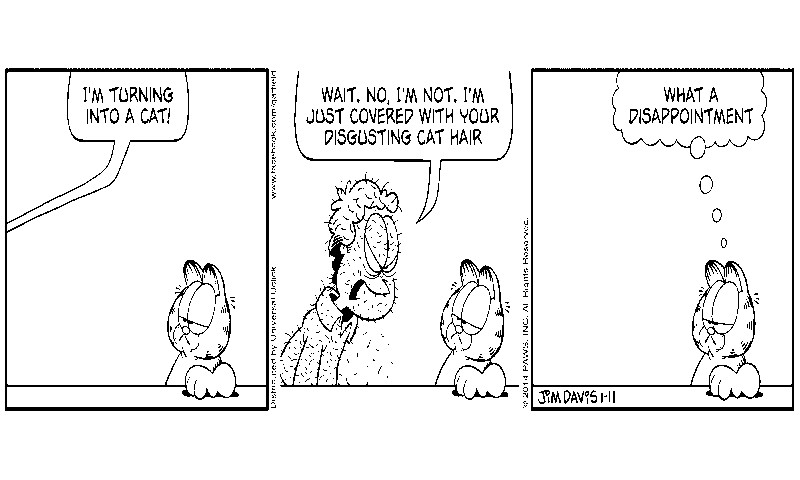 I'M TURNING
INTO A CAT!
www.facebook.com/garfield
Distributed by Universal Uclick
WAIT. NO, I'M NOT. I'M
JUST COVERED WITH YOUR
DISGUSTING CAT HAIR
© 2014 PAWS, INC. All Rights Reserved.
WHAT A
DISAPPOINTMENT
JIM DAVIS 1-11